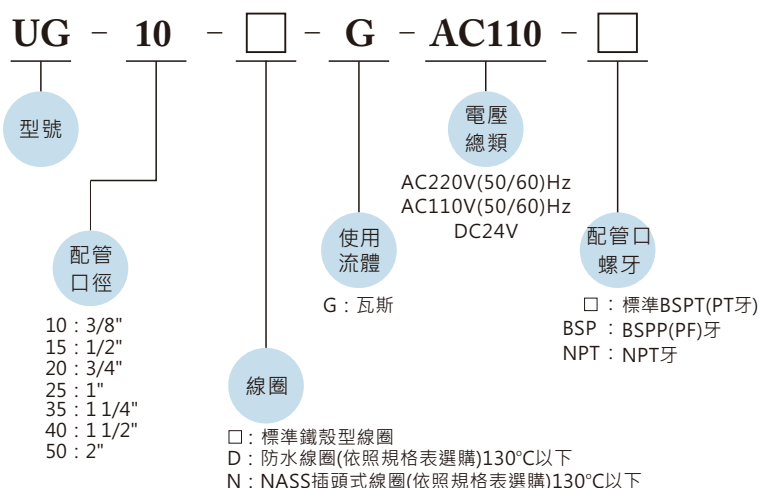 UG - 10 - □ - G - AC110 - □
型號
電壓
總類
AC220V(50/60)Hz
AC110V(50/60)Hz
DC24V
使用
流體
G：瓦斯
配管口
螺牙
□：標準BSPT(PT牙)
BSP：BSPP(PF)牙
NPT：NPT牙
配管
口徑
10：3/8"
15：1/2"
20：3/4"
25：1"
35：1 1/4"
40：1 1/2"
50：2"
線圈
□：標準鐵殼型線圈
D：防水線圈(依照規格表選購)130°C以下
N：NASS插頭式線圈(依照規格表選購)130°C以下